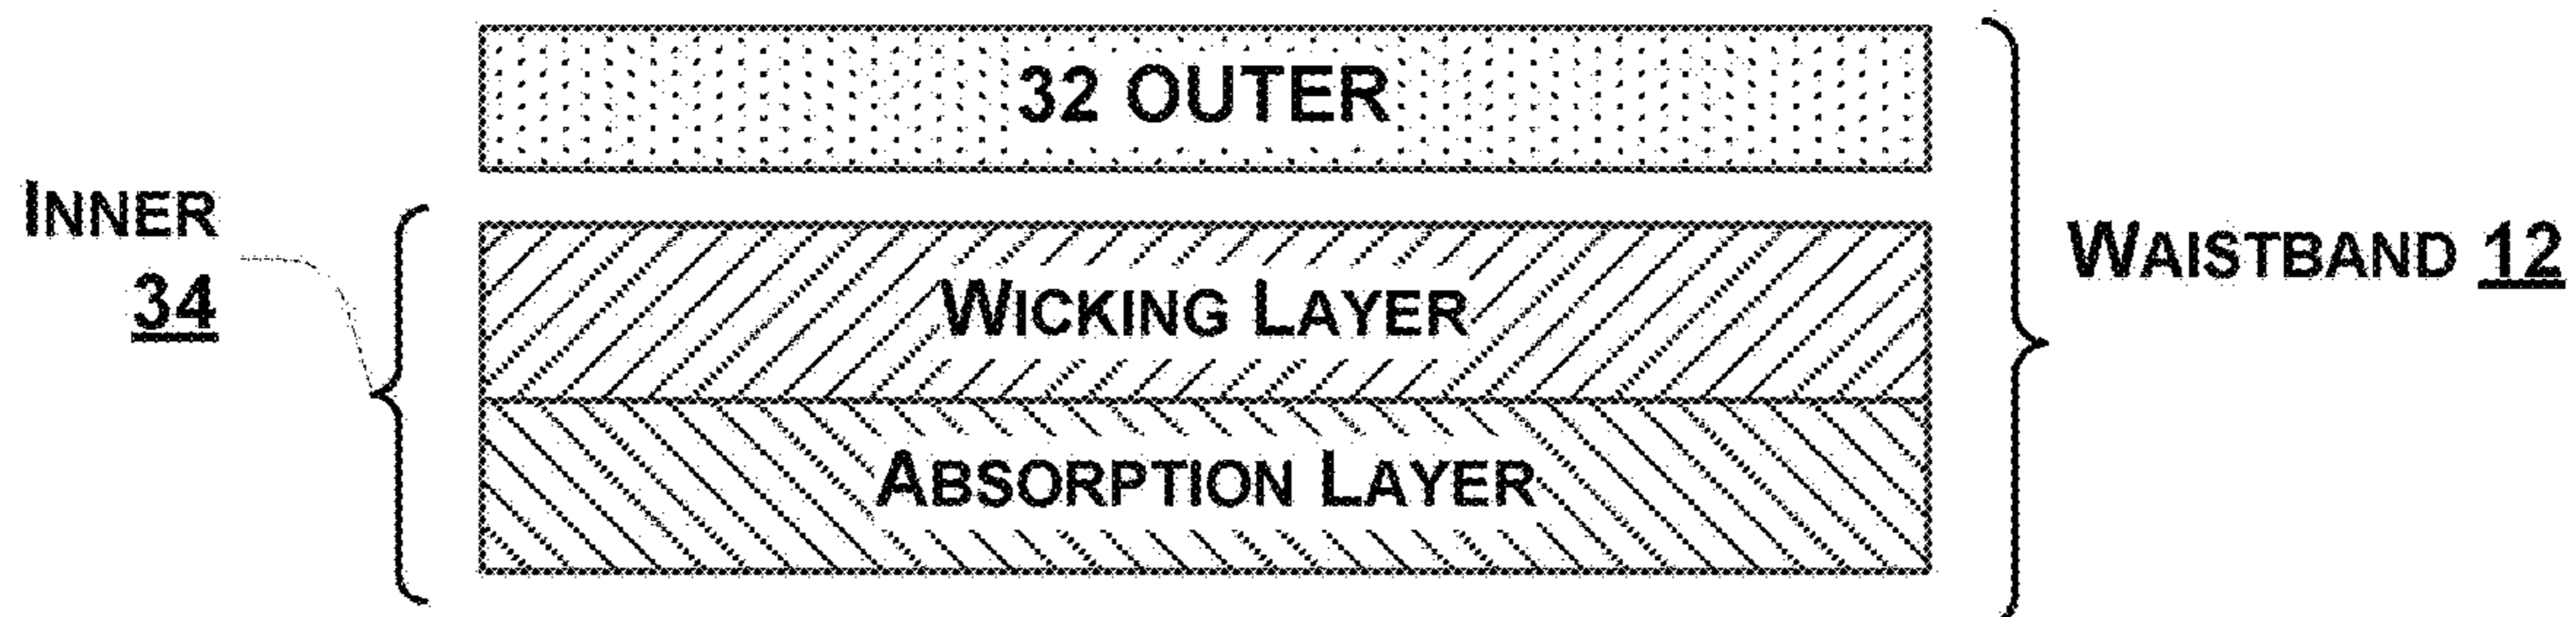 32 OUTER
INNER
34
WICKING LAYER
WAISTBAND 12
ABSORPTION LAYER